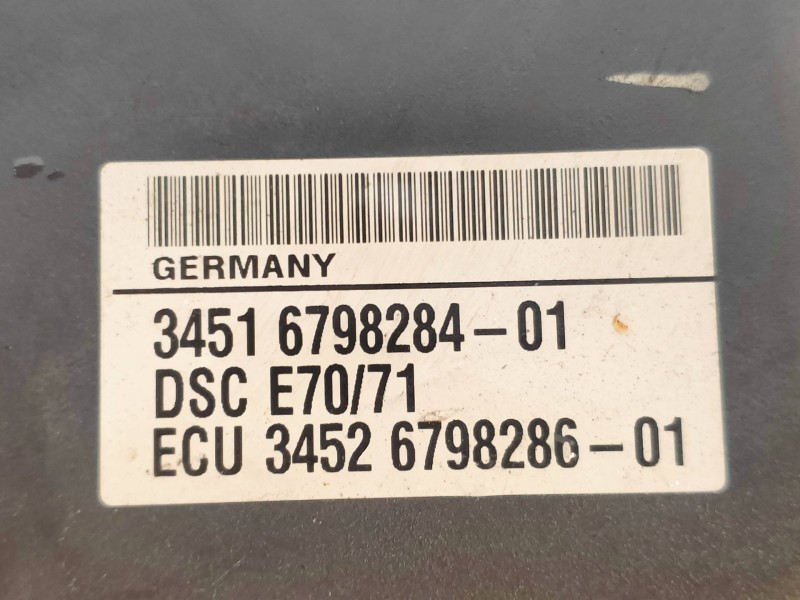 GERMANY
3451 6798284-01
DSC E70/71
ECU 3452 6798286-01